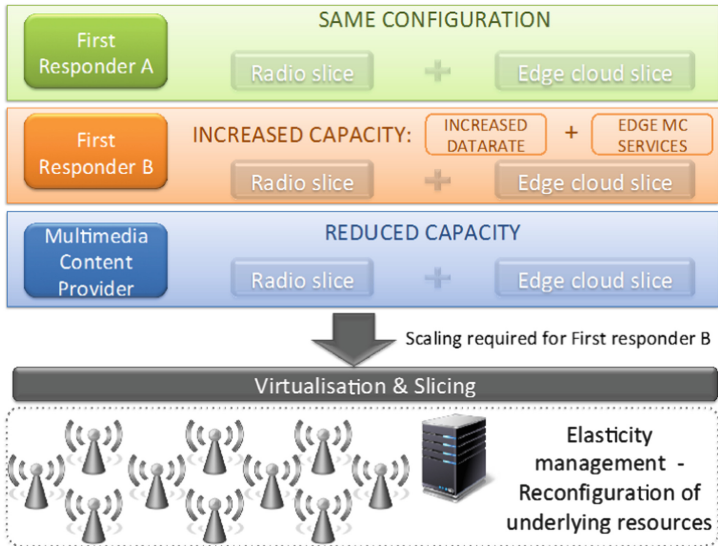 First
Responder A
SAME CONFIGURATION
Radio slice
+
Edge cloud slice
First
Responder B
INCREASED CAPACITY:
INCREASED
DATARATE
+
EDGE MC
SERVICES
Radio slice
+
Edge cloud slice
Multimedia
Content
Provider
REDUCED CAPACITY
Radio slice
+
Edge cloud slice
Scaling required for First responder B
Virtualisation & Slicing
Elasticity
management -
Reconfiguration of
underlying resources